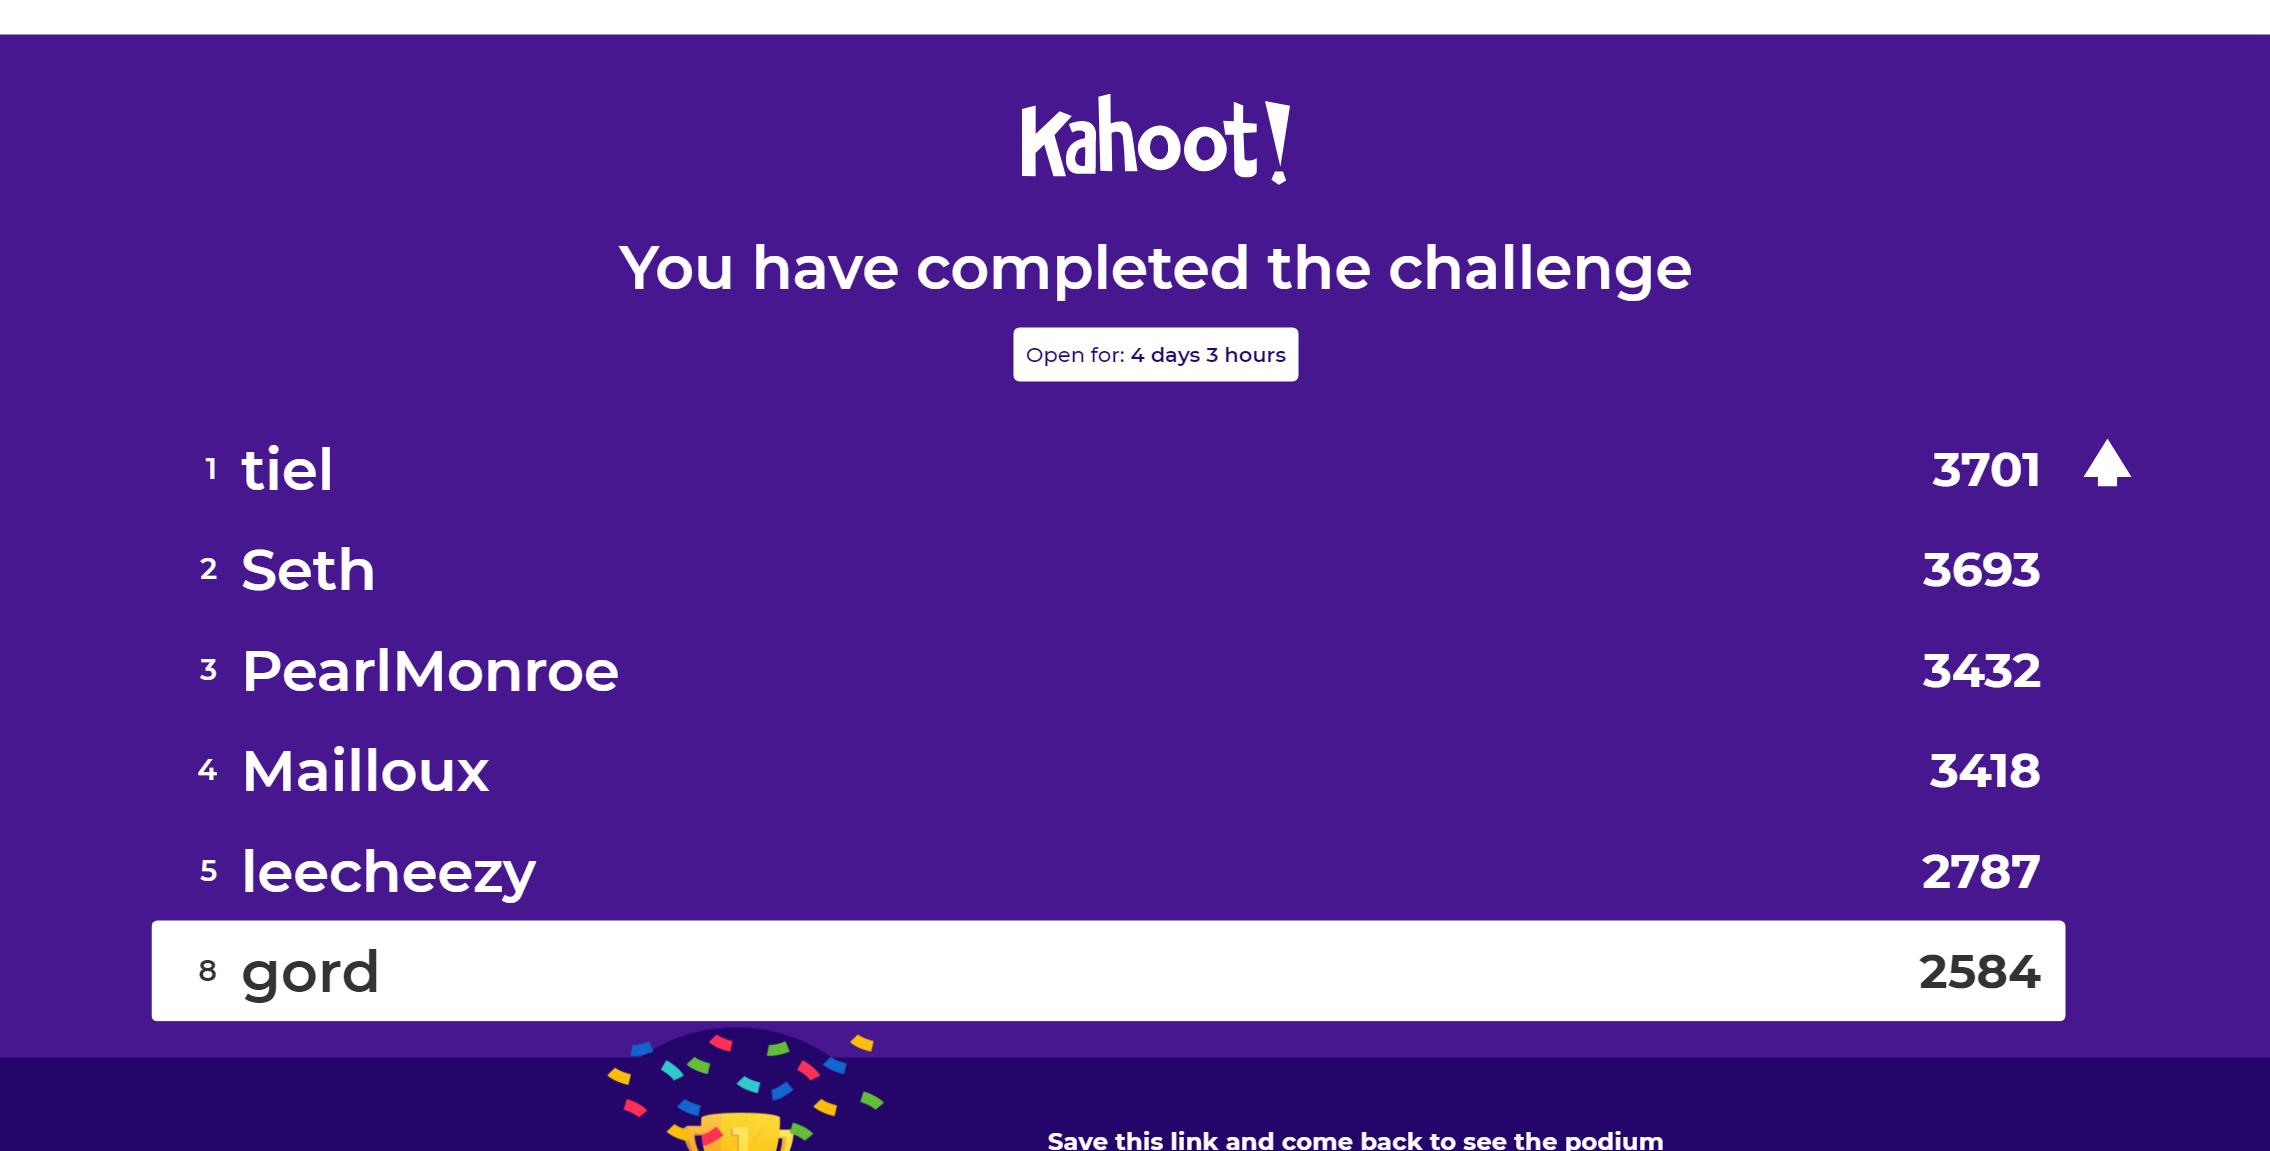 Kahoot!
You have completed the challenge
Open for: 4 days 3 hours
1 tiel 3701
2 Seth 3693
3 PearlMonroe 3432
4 Mailloux 3418
5 leecheezy 2787
8 gord 2584
1
Save this link and come back to see the podium